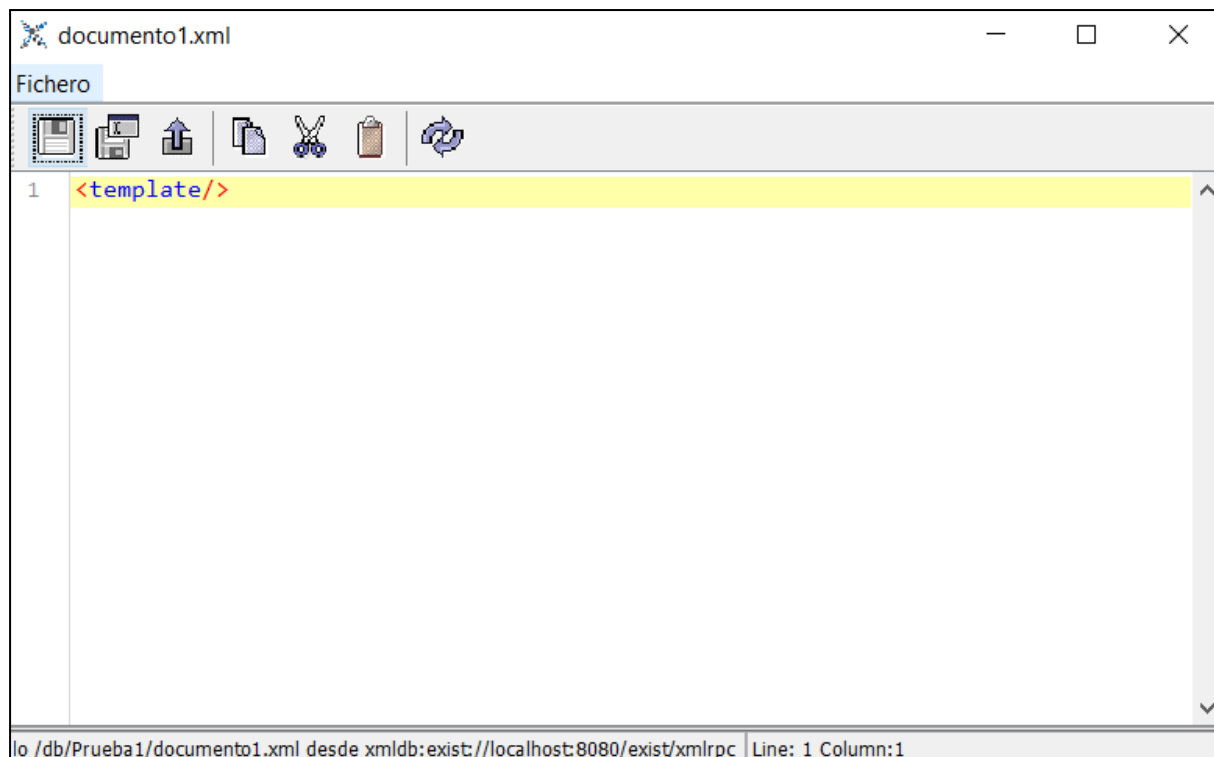 documento1.xml
Fichero
1 <template/>
lo /db/Prueba1/documento1.xml desde xmldb:exist://localhost:8080/exist/xmlrpc Line: 1 Column:1